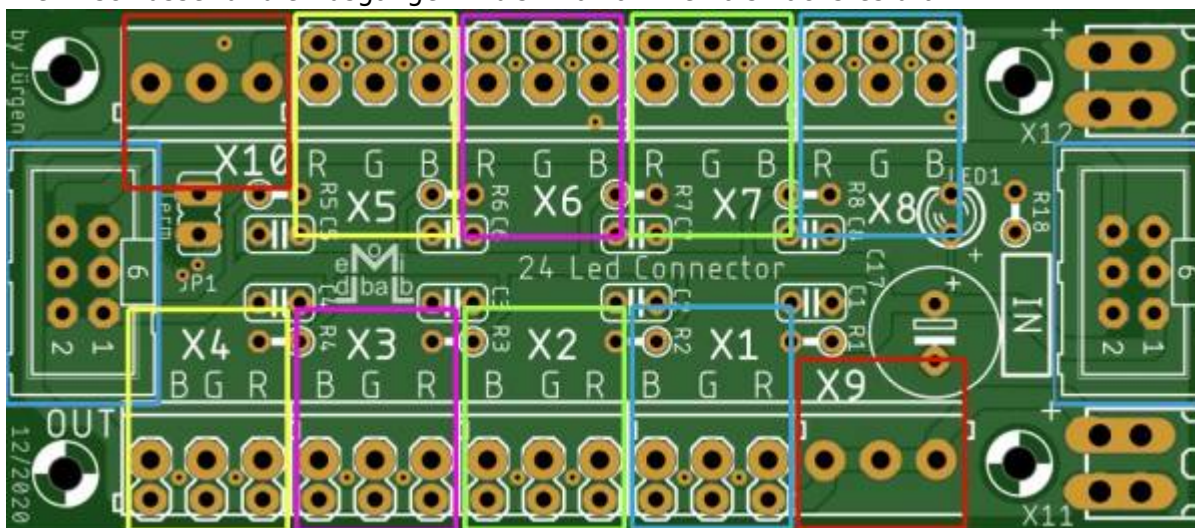 by Jürgen
X12
X10
R G B
R G B
R G B
R G B
R5
X5
R6
X6
R7
X7
R8
X8
LED1
R18
C5
C6
C7
C8
JP1
6
2 1
modellbab
24 Led Connector
C17
IN
6
2 1
C4
C3
C2
C1
X4
R4
X3
R3
X2
R2
X1
R1
B G R
B G R
B G R
B G R
X9
OUT
12/2020
X11